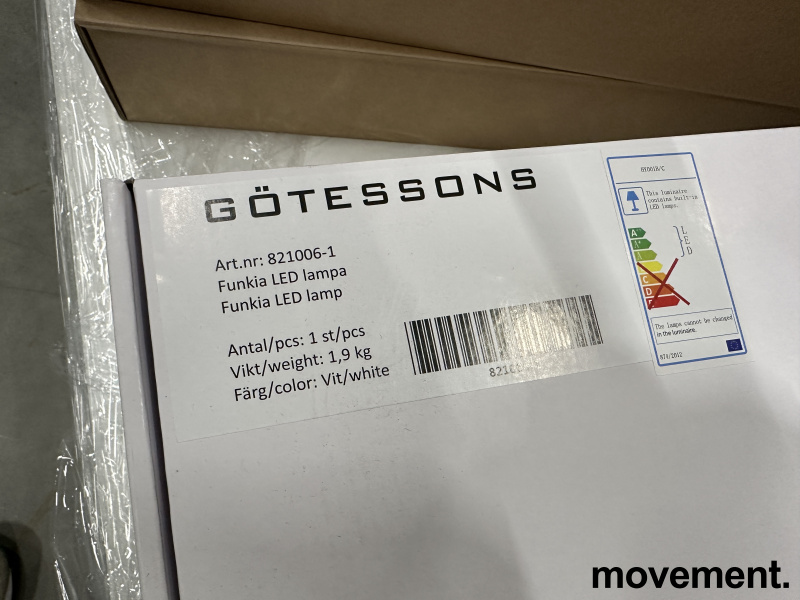 GÖTESSONS
Art.nr: 821006-1
Funkia LED lampa
Funkia LED lamp
Antal/pcs: 1 st/pcs
Vikt/weight: 1,9 kg
Färg/color: Vit/white
This luminaire
contains built-in
LED lamps.
A
L
E
D
C
D
The lamps cannot be changed
in the luminaire.
874/2012
movement.